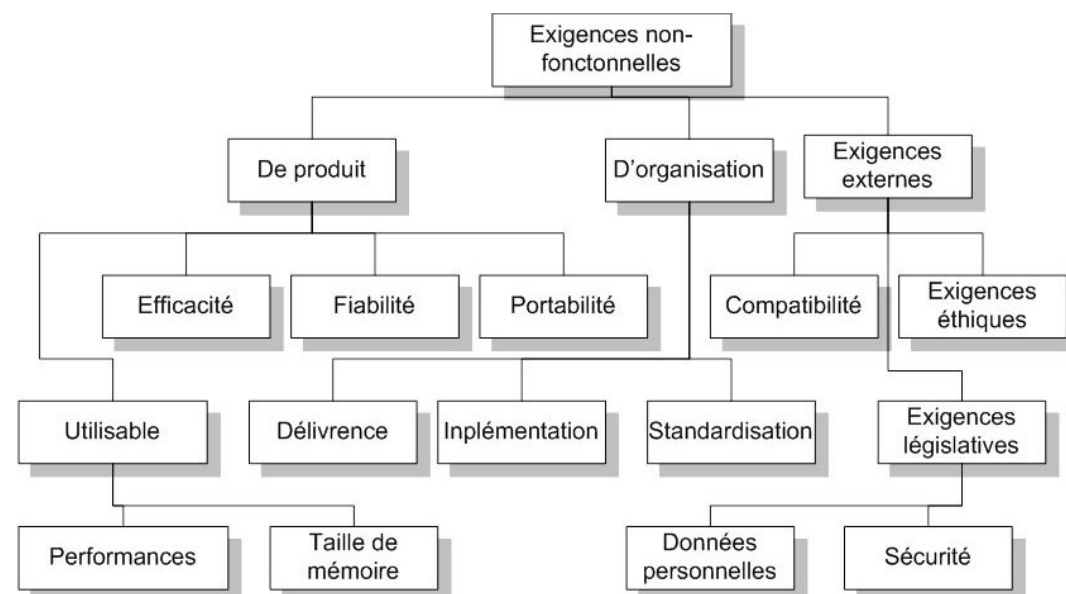 Exigences non-
fonctonnelles
De produit
D'organisation
Exigences
externes
Efficacité
Fiabilité
Portabilité
Compatibilité
Exigences
éthiques
Utilisable
Délivrence
Inplémentation
Standardisation
Exigences
législatives
Performances
Taille de
mémoire
Données
personnelles
Sécurité